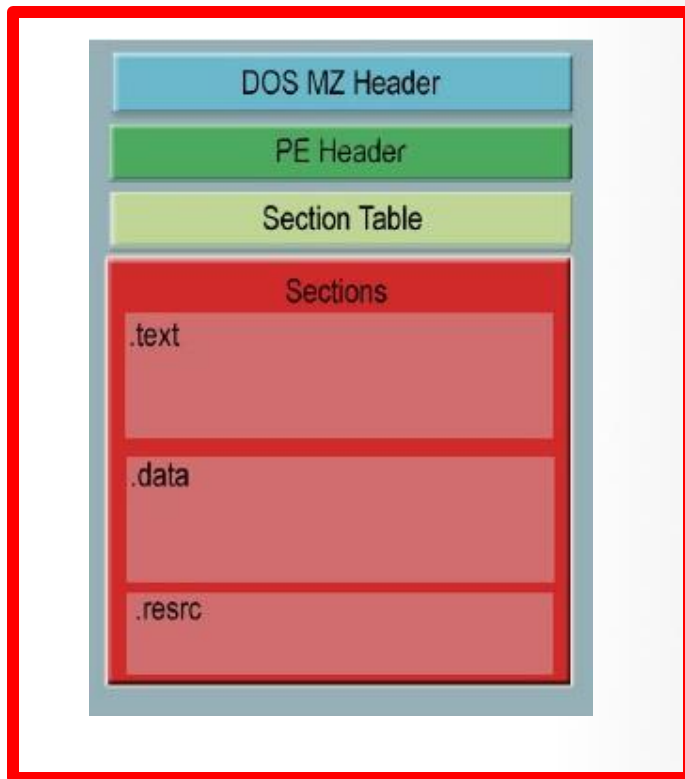 DOS MZ Header
PE Header
Section Table
Sections
.text
.data
.resrc